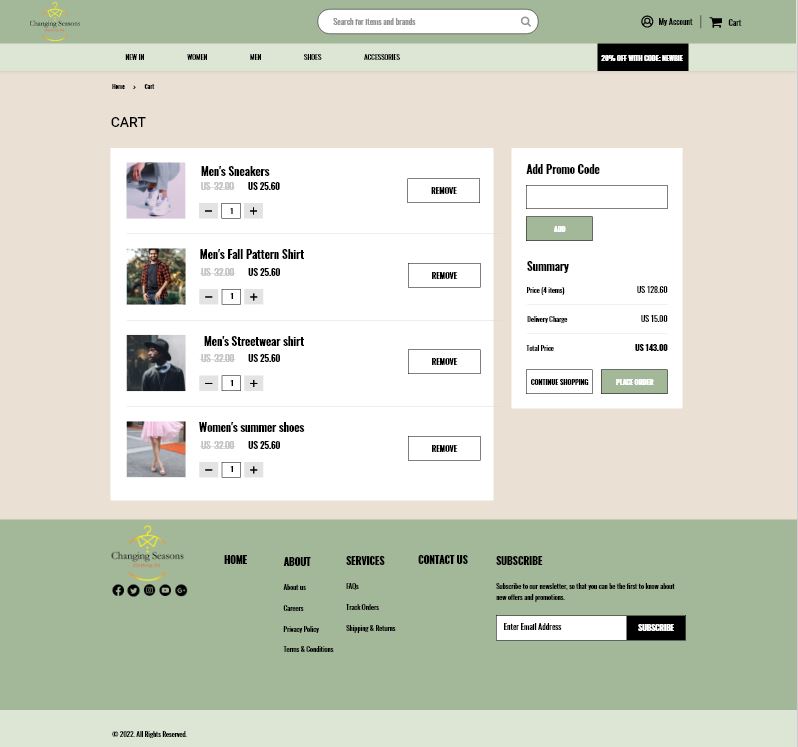 Changing Seasons
Search for items and brands
My Account
Cart
NEW IN
WOMEN
MEN
SHOES
ACCESSORIES
20% OFF WITH CODE: NEWBIE
Home > Cart
CART
Men's Sneakers
US 32.00 US 25.60
− 1 +
REMOVE
Men's Fall Pattern Shirt
US 32.00 US 25.60
− 1 +
REMOVE
Men's Streetwear shirt
US 32.00 US 25.60
− 1 +
REMOVE
Women's summer shoes
US 32.00 US 25.60
− 1 +
REMOVE
Add Promo Code
ADD
Summary
Price (4 items) US 128.60
Delivery Charge US 15.00
Total Price US 143.00
CONTINUE SHOPPING
PLACE ORDER
Changing Seasons
HOME
ABOUT
About us
Careers
Privacy Policy
Terms & Conditions
SERVICES
FAQs
Track Orders
Shipping & Returns
CONTACT US
SUBSCRIBE
Subscribe to our newsletter, so that you can be the first to know about
new offers and promotions.
Enter Email Address
SUBSCRIBE
© 2022. All Rights Reserved.